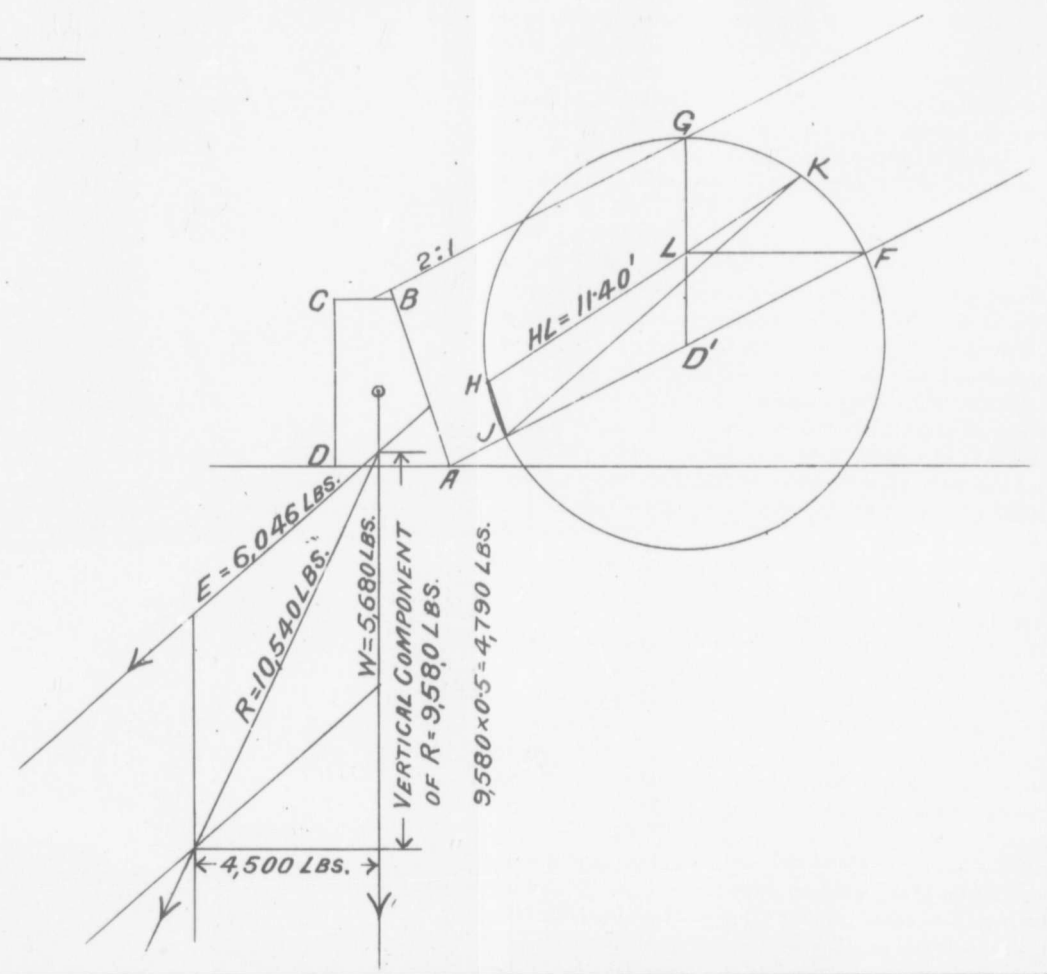 G
K
2:1
L
F
C
B
HL = 11·40'
D'
H
J
D
A
E = 6,046 LBS.
R=10,540 LBS.
W=5,680 LBS.
VERTICAL COMPONENT
OF R = 9,580 LBS.
9,580 x 0·5 = 4,790 LBS.
4,500 LBS.